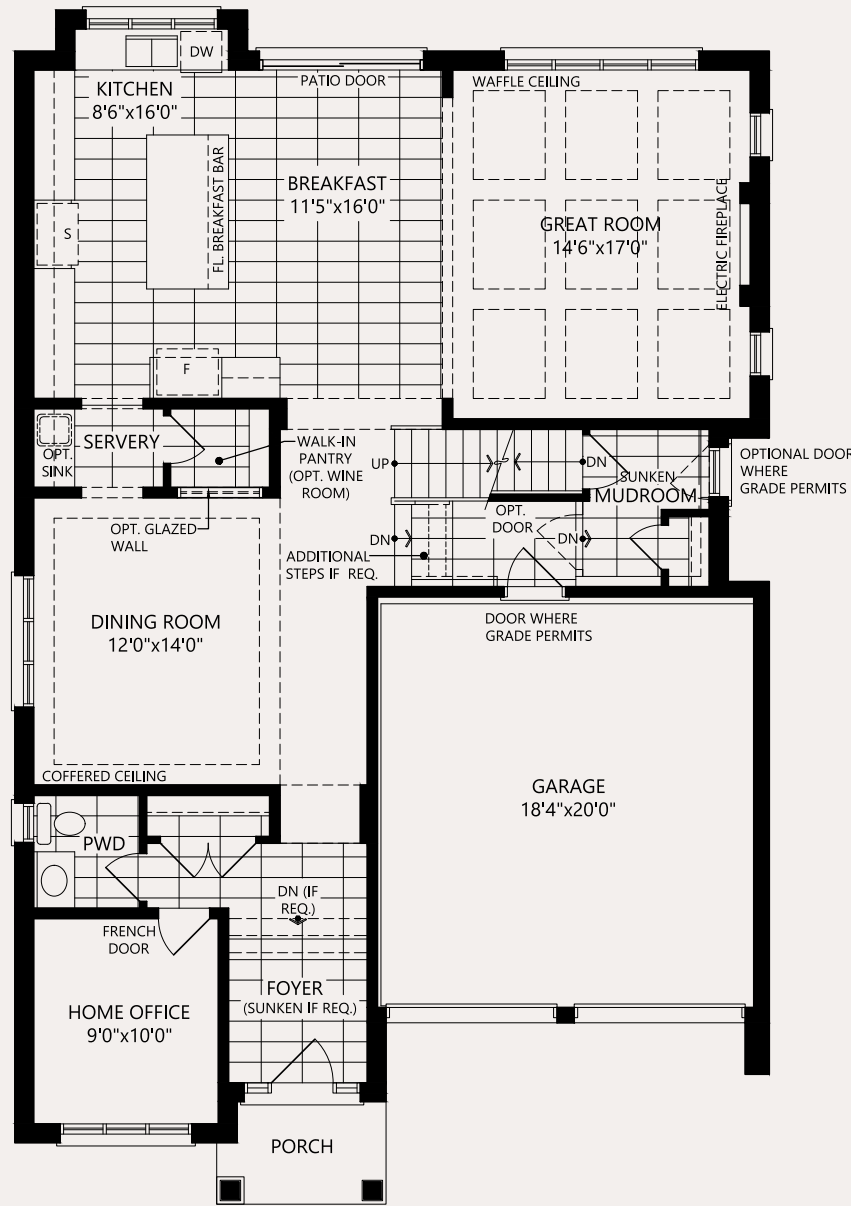 DW
KITCHEN
8'6"x16'0"
PATIO DOOR
WAFFLE CEILING
FL. BREAKFAST BAR
BREAKFAST
11'5"x16'0"
S
GREAT ROOM
14'6"x17'0"
ELECTRIC FIREPLACE
F
SERVERY
OPT.
SINK
WALK-IN
PANTRY
(OPT. WINE
ROOM)
UP
DN
SUNKEN
MUDROOM
OPTIONAL DOOR
WHERE
GRADE PERMITS
OPT. GLAZED
WALL
DN
OPT.
DOOR
DN
ADDITIONAL
STEPS IF REQ.
DINING ROOM
12'0"x14'0"
DOOR WHERE
GRADE PERMITS
COFFERED CEILING
GARAGE
18'4"x20'0"
PWD
DN (IF
REQ.)
FRENCH
DOOR
FOYER
(SUNKEN IF REQ.)
HOME OFFICE
9'0"x10'0"
PORCH